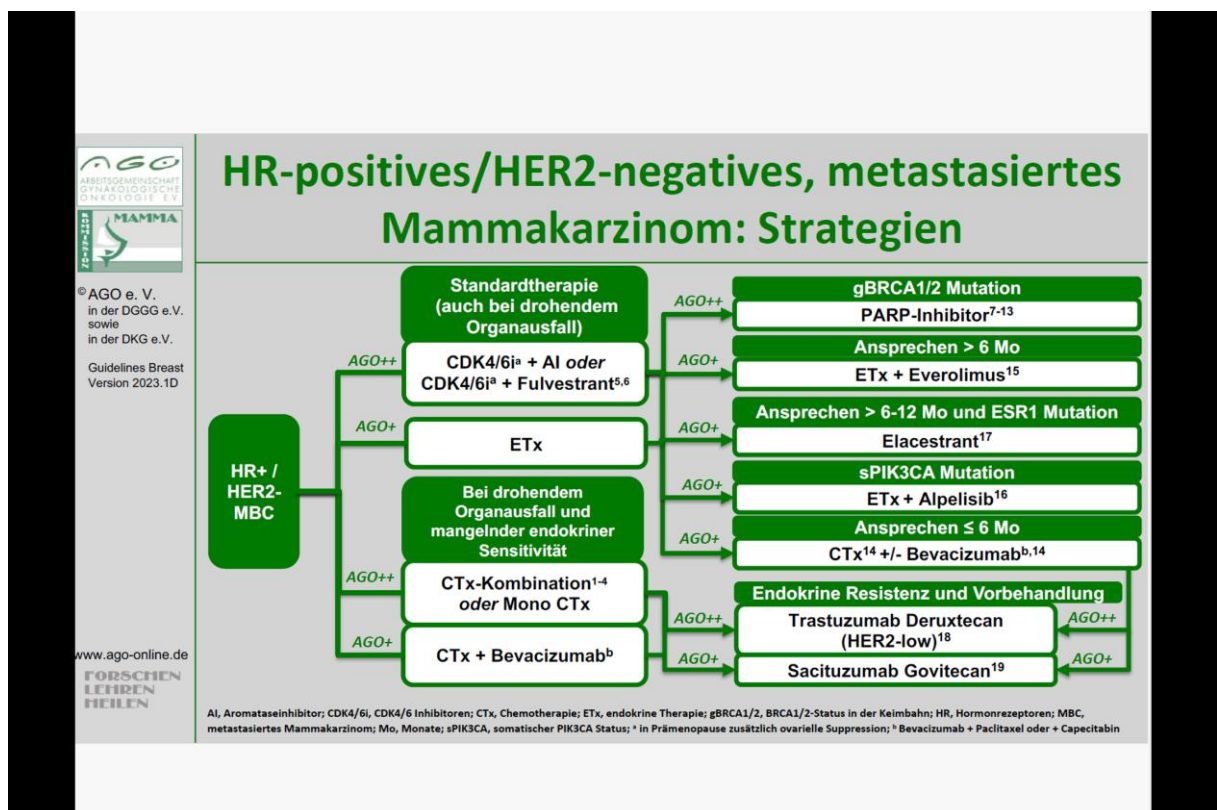 AGO
ARBEITSGEMEINSCHAFT
GYNÄKOLOGISCHE
ONKOLOGIE E.V.
KOMMISSION
MAMMA
© AGO e. V.
in der DGGG e.V.
sowie
in der DKG e.V.
Guidelines Breast
Version 2023.1D
www.ago-online.de
FORSCHEN
LEHREN
HEILEN
HR-positives/HER2-negatives, metastasiertes
Mammakarzinom: Strategien
HR+ /
HER2-
MBC
AGO++
Standardtherapie
(auch bei drohendem
Organausfall)
CDK4/6iᵃ + AI oder
CDK4/6iᵃ + Fulvestrant⁵,⁶
AGO+
ETx
Bei drohendem
Organausfall und
mangelnder endokriner
Sensitivität
AGO++
CTx-Kombination¹⁻⁴
oder Mono CTx
AGO+
CTx + Bevacizumabᵇ
AGO++
gBRCA1/2 Mutation
PARP-Inhibitor⁷⁻¹³
AGO+
Ansprechen > 6 Mo
ETx + Everolimus¹⁵
AGO+
Ansprechen > 6-12 Mo und ESR1 Mutation
Elacestrant¹⁷
AGO+
sPIK3CA Mutation
ETx + Alpelisib¹⁶
AGO+
Ansprechen ≤ 6 Mo
CTx¹⁴ +/- Bevacizumabᵇ,¹⁴
Endokrine Resistenz und Vorbehandlung
AGO++
Trastuzumab Deruxtecan
(HER2-low)¹⁸
AGO++
AGO+
Sacituzumab Govitecan¹⁹
AGO+
AI, Aromataseinhibitor; CDK4/6i, CDK4/6 Inhibitoren; CTx, Chemotherapie; ETx, endokrine Therapie; gBRCA1/2, BRCA1/2-Status in der Keimbahn; HR, Hormonrezeptoren; MBC,
metastasiertes Mammakarzinom; Mo, Monate; sPIK3CA, somatischer PIK3CA Status; ᵃ in Prämenopause zusätzlich ovarielle Suppression; ᵇ Bevacizumab + Paclitaxel oder + Capecitabin